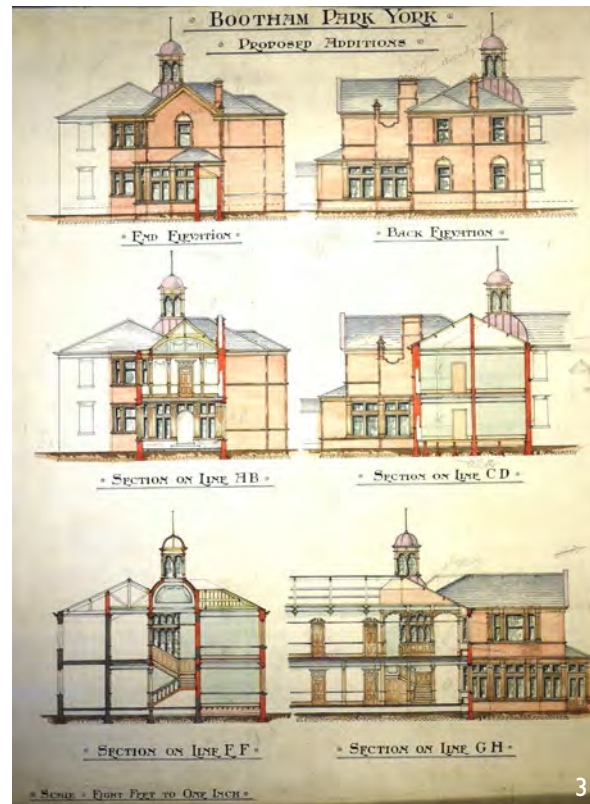 • BOOTHAM PARK YORK •
• PROPOSED ADDITIONS •
• END ELEVATION •
• BACK ELEVATION •
• SECTION ON LINE AB •
• SECTION ON LINE CD •
• SECTION ON LINE EF •
• SECTION ON LINE GH •
• SCALE - EIGHT FEET TO ONE INCH •
3